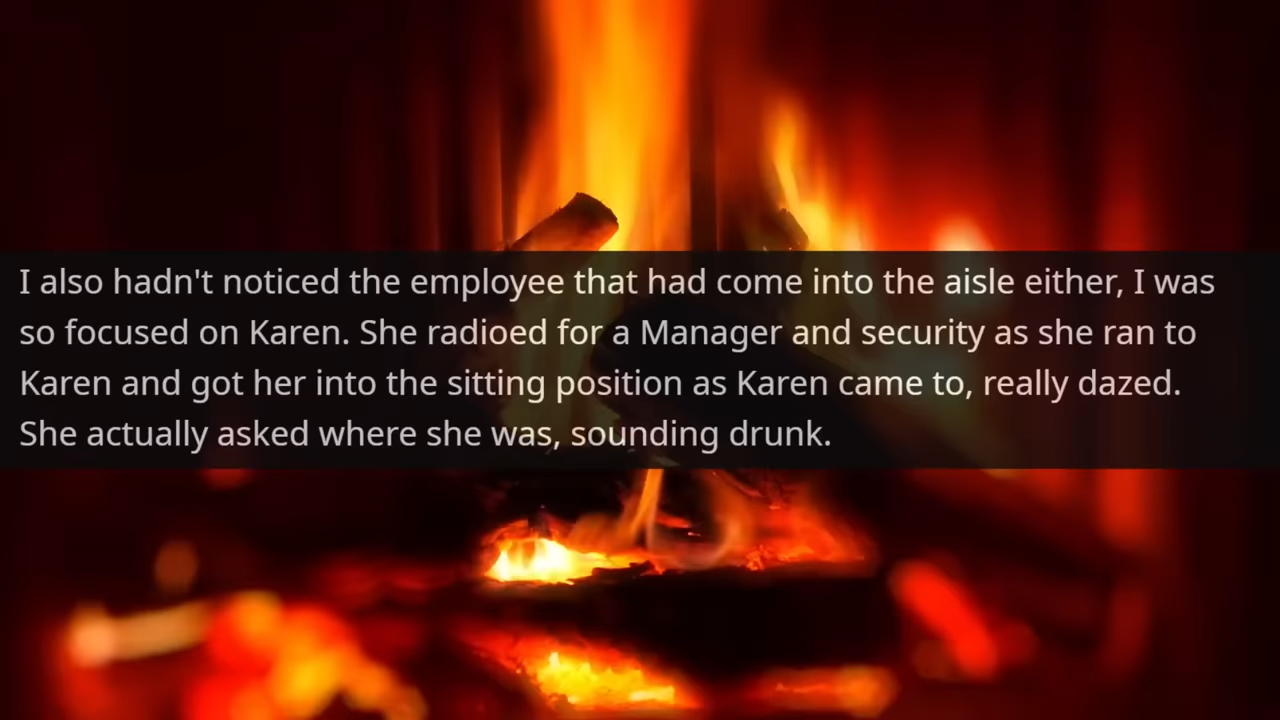 I also hadn't noticed the employee that had come into the aisle either, I was
so focused on Karen. She radioed for a Manager and security as she ran to
Karen and got her into the sitting position as Karen came to, really dazed.
She actually asked where she was, sounding drunk.